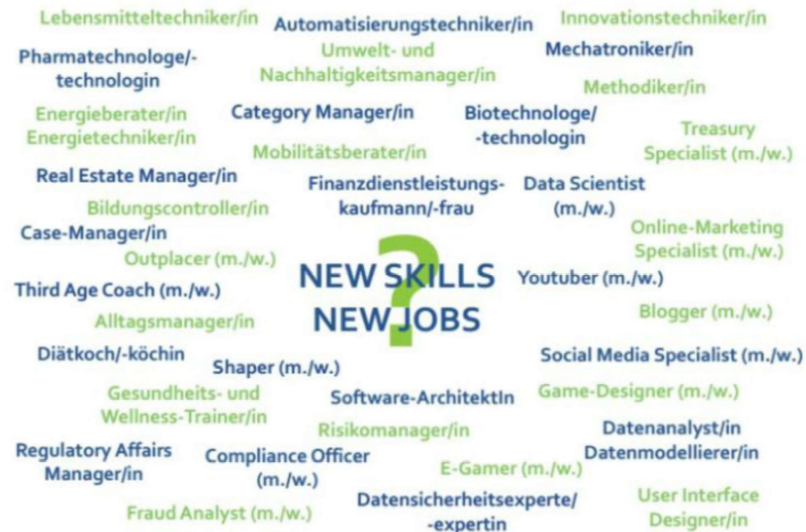 Lebensmitteltechniker/in
Automatisierungstechniker/in
Innovationstechniker/in
Pharmatechnologe/-
technologin
Umwelt- und
Nachhaltigkeitsmanager/in
Mechatroniker/in
Methodiker/in
Energieberater/in
Energietechniker/in
Category Manager/in
Biotechnologe/
-technologin
Treasury
Specialist (m./w.)
Mobilitätsberater/in
Real Estate Manager/in
Finanzdienstleistungs-
kaufmann/-frau
Data Scientist
(m./w.)
Bildungscontroller/in
Case-Manager/in
Online-Marketing
Specialist (m./w.)
Outplacer (m./w.)
?
NEW SKILLS
NEW JOBS
Youtuber (m./w.)
Third Age Coach (m./w.)
Blogger (m./w.)
Alltagsmanager/in
Diätkoch/-köchin
Shaper (m./w.)
Social Media Specialist (m./w.)
Gesundheits- und
Wellness-Trainer/in
Software-ArchitektIn
Game-Designer (m./w.)
Risikomanager/in
Datenanalyst/in
Datenmodellierer/in
Regulatory Affairs
Manager/in
Compliance Officer
(m./w.)
E-Gamer (m./w.)
Fraud Analyst (m./w.)
Datensicherheitsexperte/
-expertin
User Interface
Designer/in